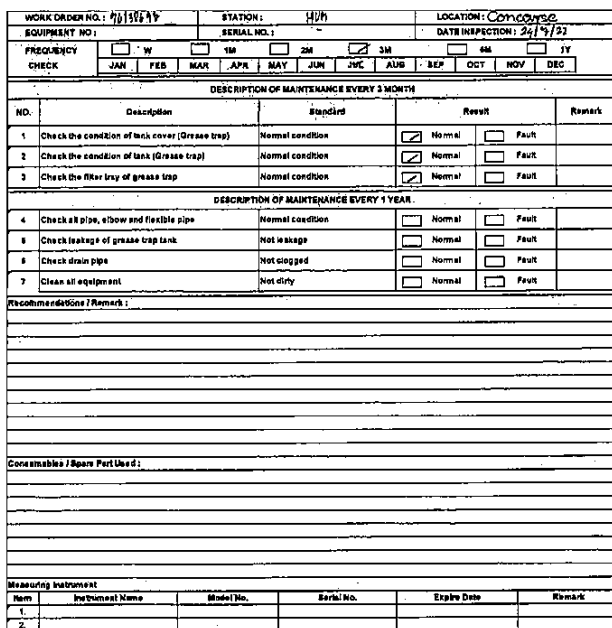 WORK ORDER NO.: STATION: HUM LOCATION: Concourse
EQUIPMENT NO: SERIAL NO.: DATE INSPECTION:
FREQUENCY W 1M 2M 3M 6M 1Y
CHECK JAN FEB MAR APR MAY JUN JUL AUG SEP OCT NOV DEC
DESCRIPTION OF MAINTENANCE EVERY 3 MONTH
NO. Description Standard Result Remark
1 Check the condition of tank cover (Grease trap) Normal condition Normal Fault
2 Check the condition of tank (Grease trap) Normal condition Normal Fault
3 Check the filter tray of grease trap Normal condition Normal Fault
DESCRIPTION OF MAINTENANCE EVERY 1 YEAR.
4 Check all pipe, elbow and flexible pipe Normal condition Normal Fault
5 Check leakage of grease trap tank Not leakage Normal Fault
6 Check drain pipe Not clogged Normal Fault
7 Clean all equipment Not dirty Normal Fault
Recommendations / Remark:
Consumables / Spare Part Used:
Measuring Instrument
Item Instrument Name Model No. Serial No. Expire Date Remark
1.
2.